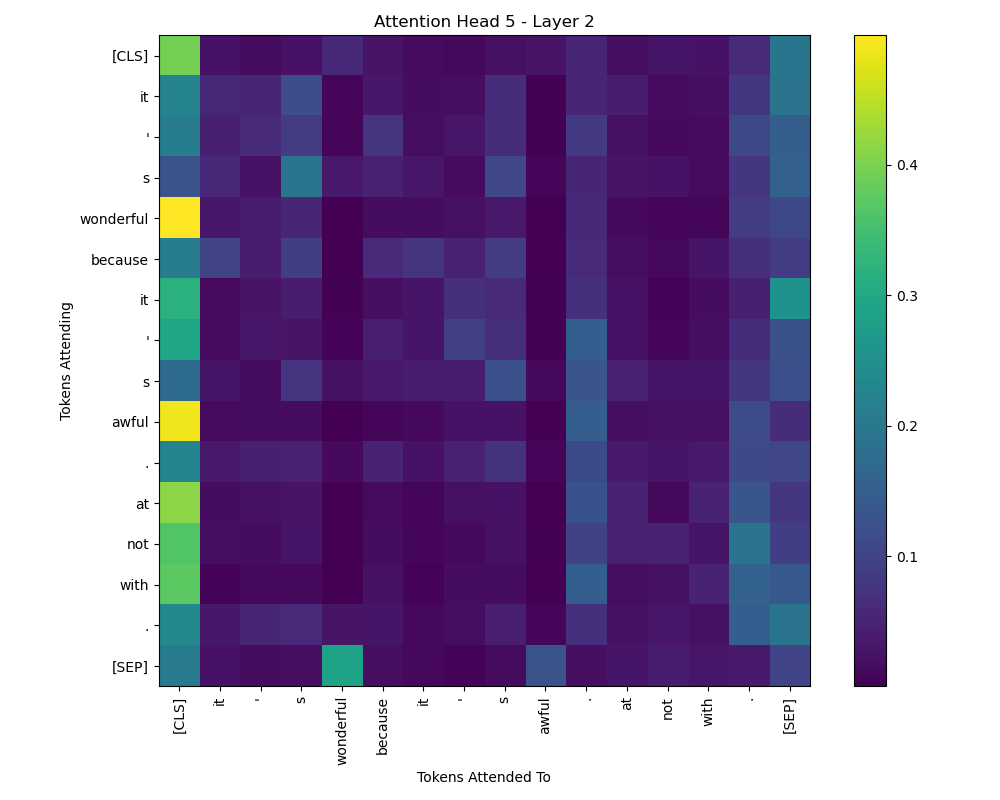 Attention Head 5 - Layer 2
Tokens Attending
[CLS]
it
'
s
wonderful
because
it
'
s
awful
.
at
not
with
.
[SEP]
[CLS]
it
'
s
wonderful
because
it
'
s
awful
.
at
not
with
.
[SEP]
Tokens Attended To
0.4
0.3
0.2
0.1